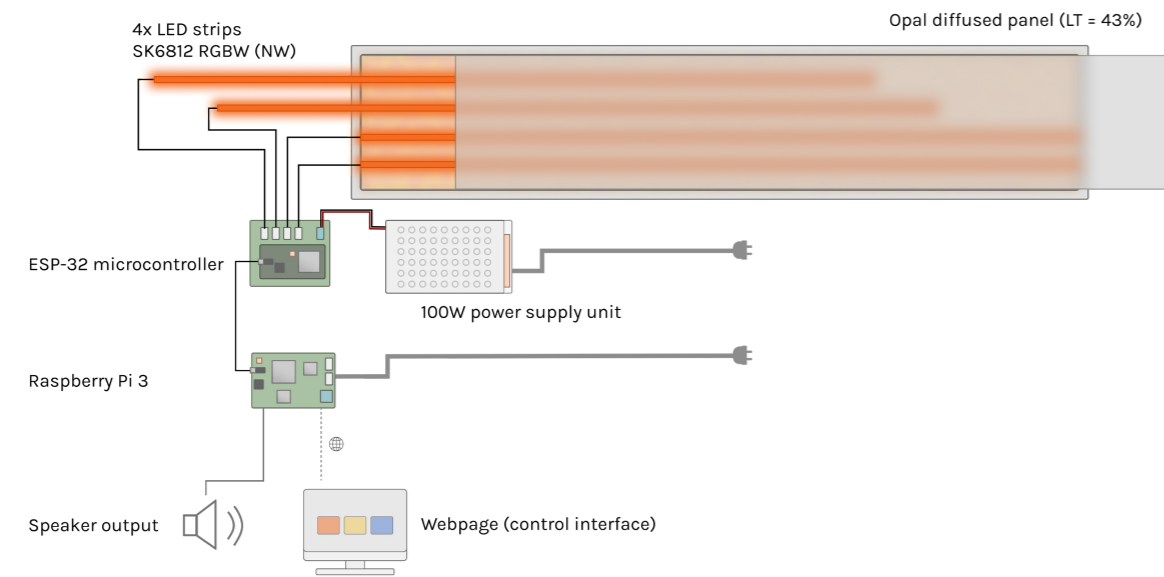 Opal diffused panel (LT = 43%)
4x LED strips
SK6812 RGBW (NW)
ESP-32 microcontroller
100W power supply unit
Raspberry Pi 3
Speaker output
Webpage (control interface)